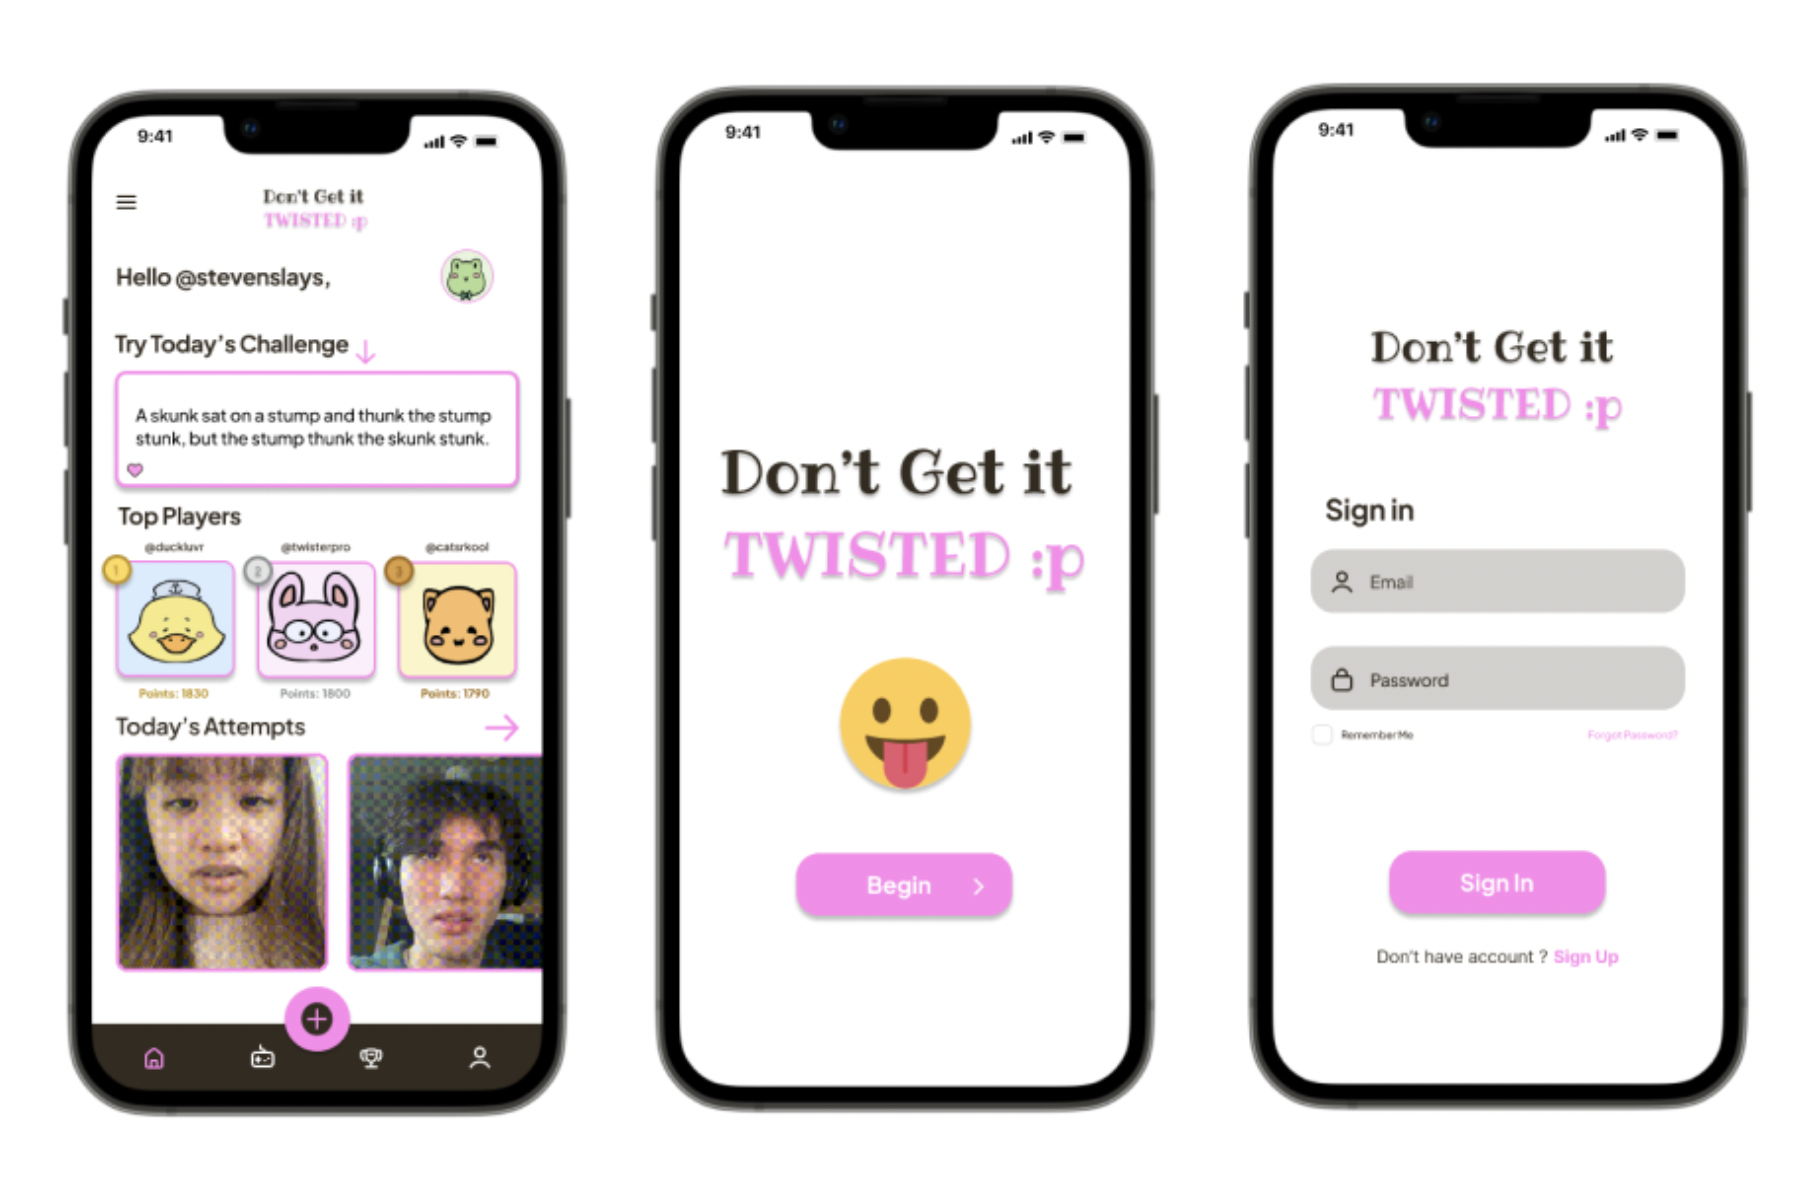 9:41
Don't Get it
TWISTED :p
Hello @stevenslays,
Try Today's Challenge
A skunk sat on a stump and thunk the stump
stunk, but the stump thunk the skunk stunk.
Top Players
@duckluvr @twisterpro @catsrkool
1 2 3
Points: 1830 Points: 1800 Points: 1790
Today's Attempts
9:41
Don't Get it
TWISTED :p
Begin
9:41
Don't Get it
TWISTED :p
Sign in
Email
Password
Remember Me Forgot Password?
Sign In
Don't have account ? Sign Up